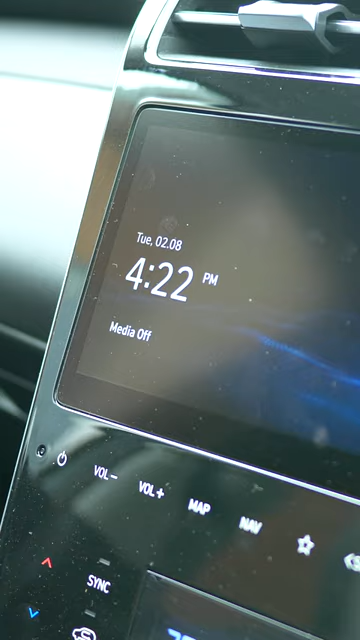 Tue, 02.08
4:22 PM
Media Off
VOL− VOL+ MAP NAV
SYNC